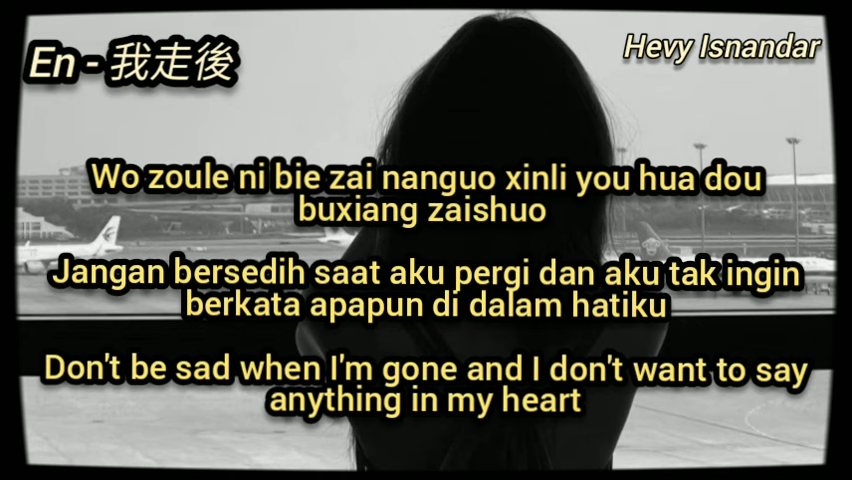 En - 我走後
Hevy Isnandar
Wo zoule ni bie zai nanguo xinli you hua dou
buxiang zaishuo
Jangan bersedih saat aku pergi dan aku tak ingin
berkata apapun di dalam hatiku
Don't be sad when I'm gone and I don't want to say
anything in my heart